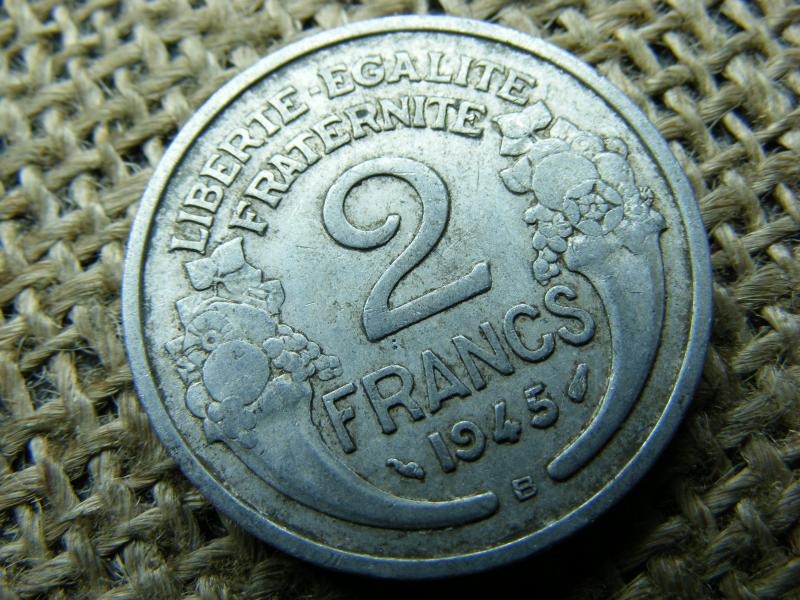 LIBERTE-EGALITE
FRATERNITE
2
FRANCS
1945
B